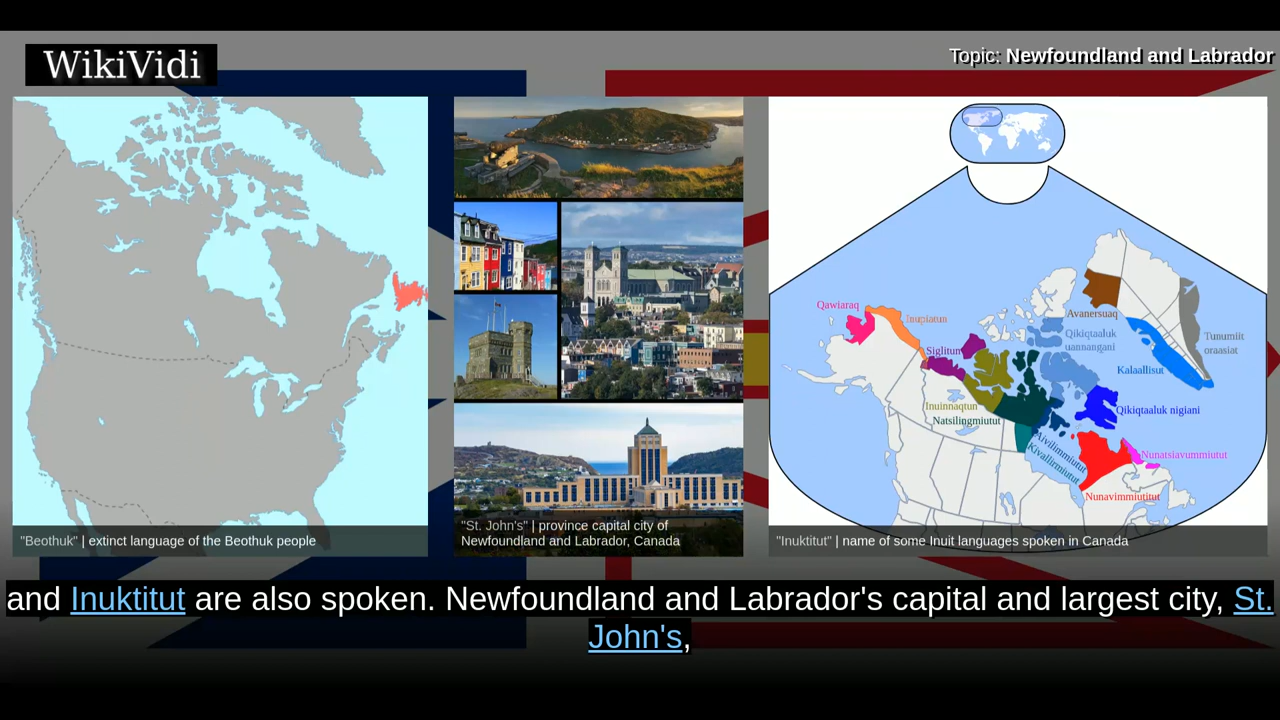 WikiVidi
Topic: Newfoundland and Labrador
"Beothuk" | extinct language of the Beothuk people
"St. John's" | province capital city of
Newfoundland and Labrador, Canada
Qawiaraq
Inupiatun
Siglitun
Inuinnaqtun
Natsilingmiutut
Avanersuaq
Qikiqtaaluk
uannangani
Tunumiit
oraasiat
Kalaallisut
Qikiqtaaluk nigiani
Aivilimmiutut
Kivallirmiutut
Nunatsiavummiutut
Nunavimmiutitut
"Inuktitut" | name of some Inuit languages spoken in Canada
and Inuktitut are also spoken. Newfoundland and Labrador's capital and largest city, St.
John's,